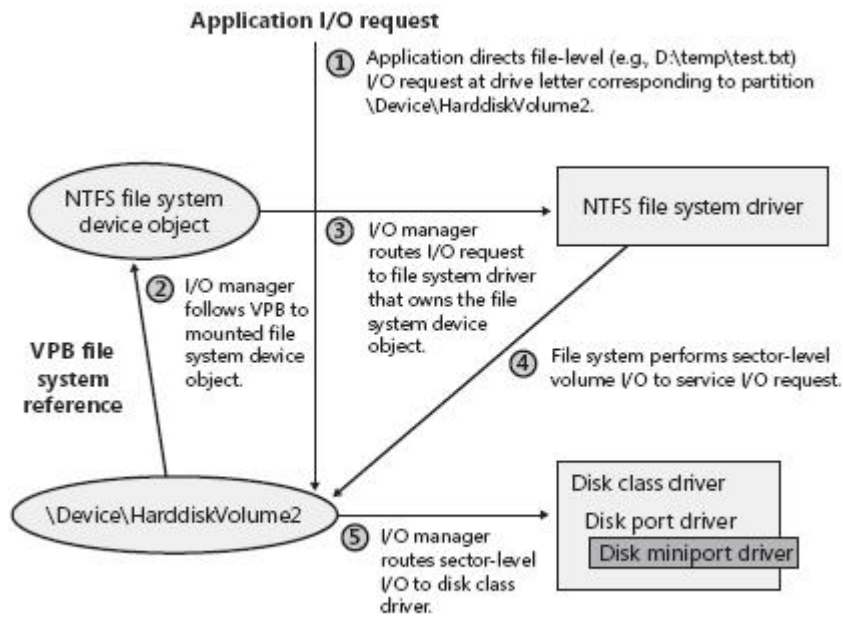 Application I/O request
① Application directs file-level (e.g., D:\temp\test.txt)
I/O request at drive letter corresponding to partition
\Device\HarddiskVolume2.
NTFS file system
device object
NTFS file system driver
② I/O manager
follows VPB to
mounted file
system device
object.
③ I/O manager
routes I/O request
to file system driver
that owns the file
system device
object.
VPB file
system
reference
④ File system performs sector-level
volume I/O to service I/O request.
\Device\HarddiskVolume2
⑤ I/O manager
routes sector-level
I/O to disk class
driver.
Disk class driver
Disk port driver
Disk miniport driver